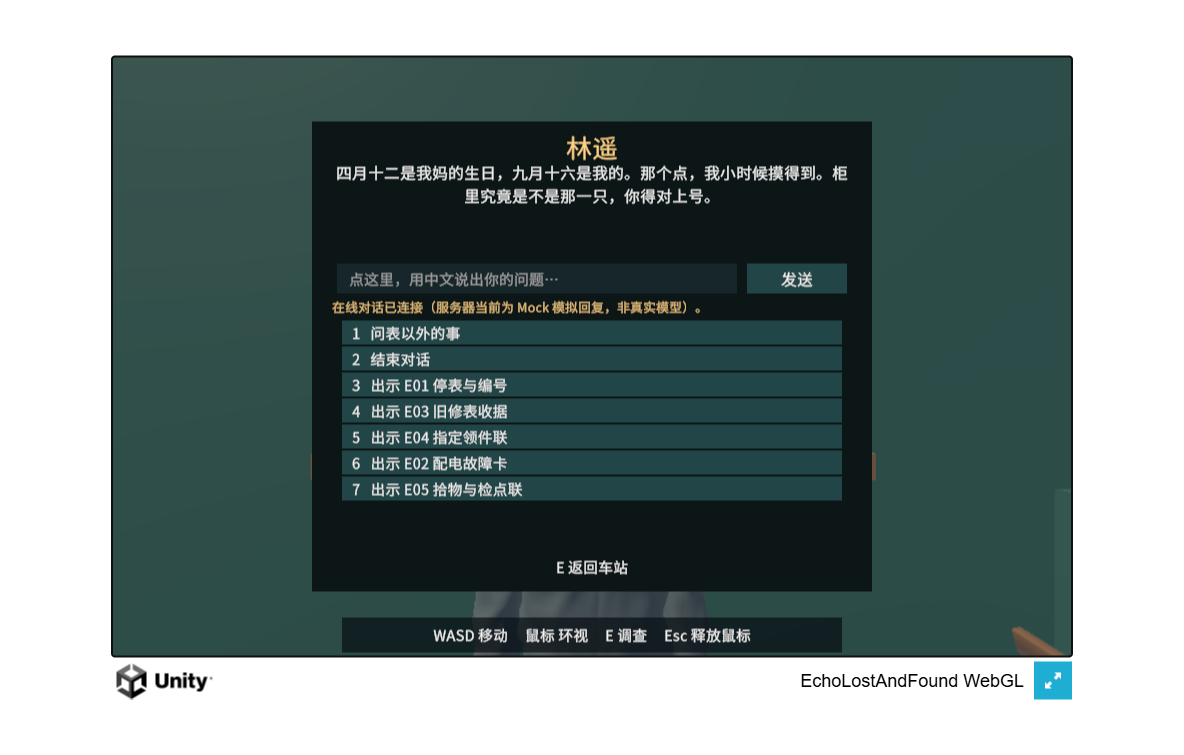 林遥
四月十二是我妈的生日，九月十六是我的。那个点，我小时候摸得到。柜
里究竟是不是那一只，你得对上号。
点这里，用中文说出你的问题…
发送
在线对话已连接（服务器当前为 Mock 模拟回复，非真实模型）。
1 问表以外的事
2 结束对话
3 出示 E01 停表与编号
4 出示 E03 旧修表收据
5 出示 E04 指定领件联
6 出示 E02 配电故障卡
7 出示 E05 拾物与检点联
E 返回车站
WASD 移动 鼠标 环视 E 调查 Esc 释放鼠标
Unity
EchoLostAndFound WebGL